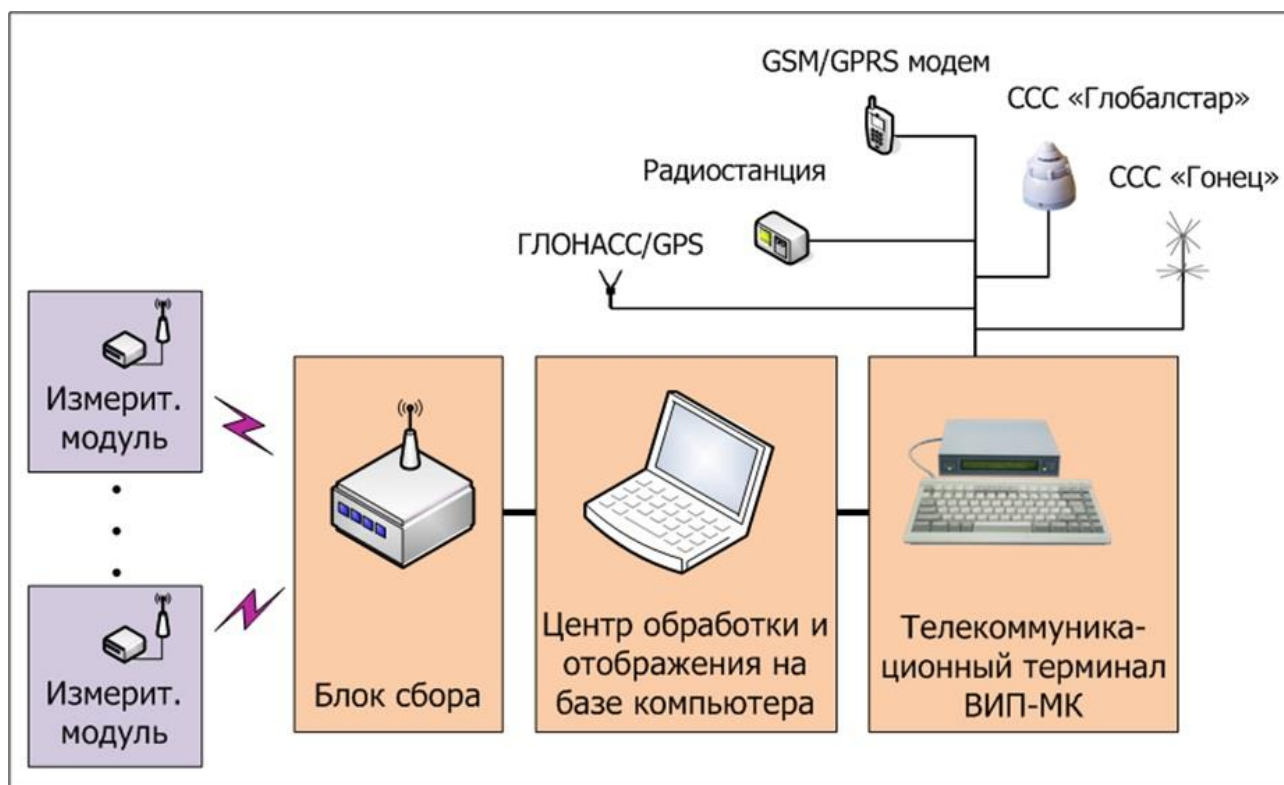 GSM/GPRS модем
ССС «Глобалстар»
Радиостанция
ССС «Гонец»
ГЛОНАСС/GPS
Измерит.
модуль
Измерит.
модуль
Блок сбора
Центр обработки и
отображения на
базе компьютера
Телекоммуника-
ционный терминал
ВИП-МК